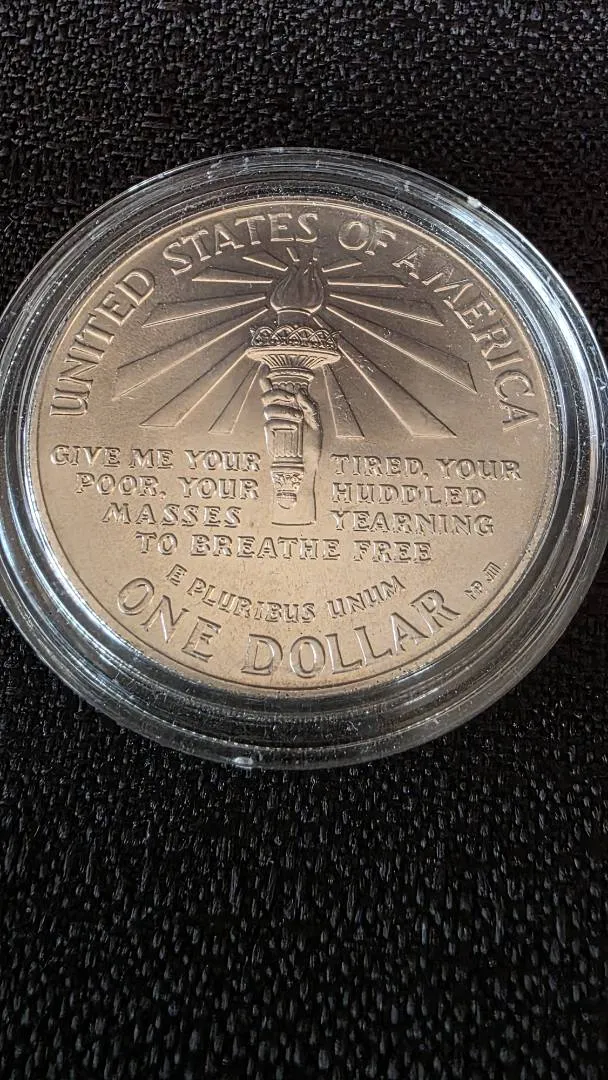 UNITED STATES OF AMERICA
GIVE ME YOUR TIRED, YOUR
POOR, YOUR HUDDLED
MASSES YEARNING
TO BREATHE FREE
E PLURIBUS UNUM
ONE DOLLAR